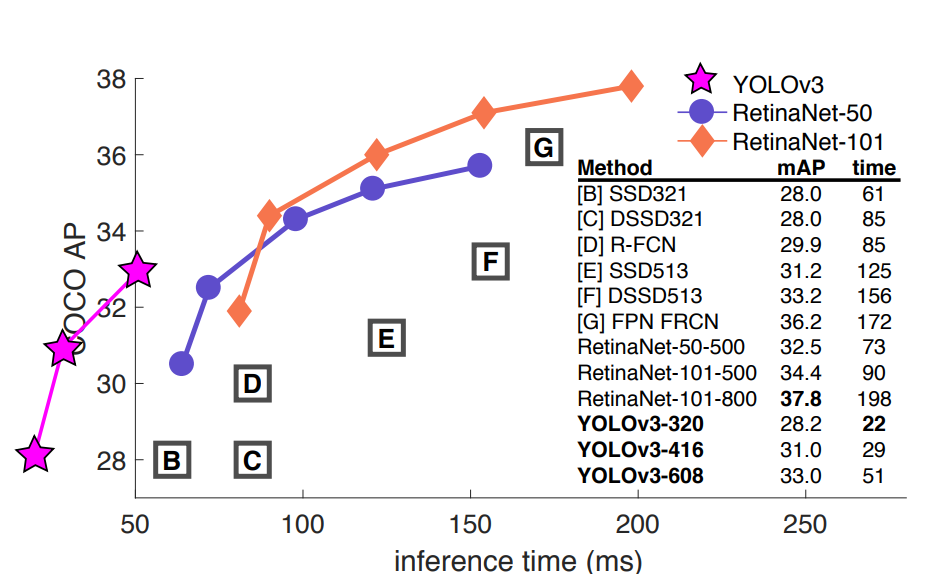 38
36
34
32
30
28
COCO AP
50
100
150
200
250
inference time (ms)
B
C
D
E
F
G
YOLOv3
RetinaNet-50
RetinaNet-101
Method mAP time
[B] SSD321 28.0 61
[C] DSSD321 28.0 85
[D] R-FCN 29.9 85
[E] SSD513 31.2 125
[F] DSSD513 33.2 156
[G] FPN FRCN 36.2 172
RetinaNet-50-500 32.5 73
RetinaNet-101-500 34.4 90
RetinaNet-101-800 37.8 198
YOLOv3-320 28.2 22
YOLOv3-416 31.0 29
YOLOv3-608 33.0 51